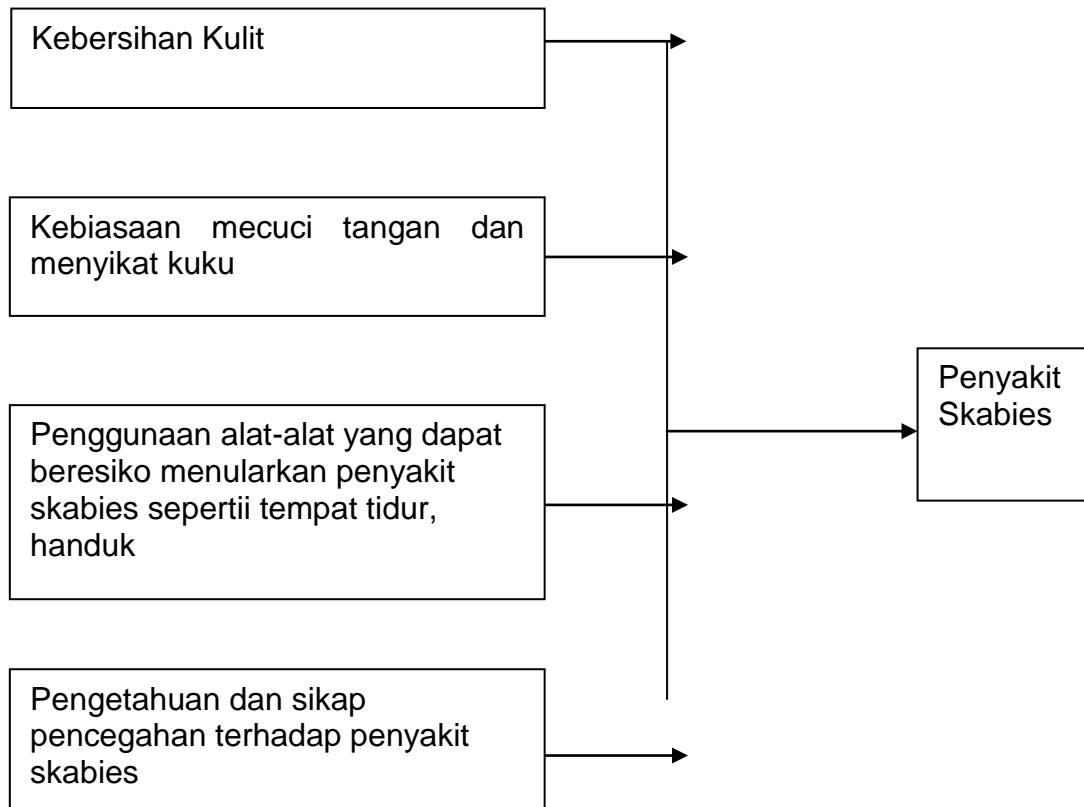 Kebersihan Kulit
Kebiasaan mecuci tangan dan
menyikat kuku
Penggunaan alat-alat yang dapat
beresiko menularkan penyakit
skabies sepertii tempat tidur,
handuk
Pengetahuan dan sikap
pencegahan terhadap penyakit
skabies
Penyakit
Skabies